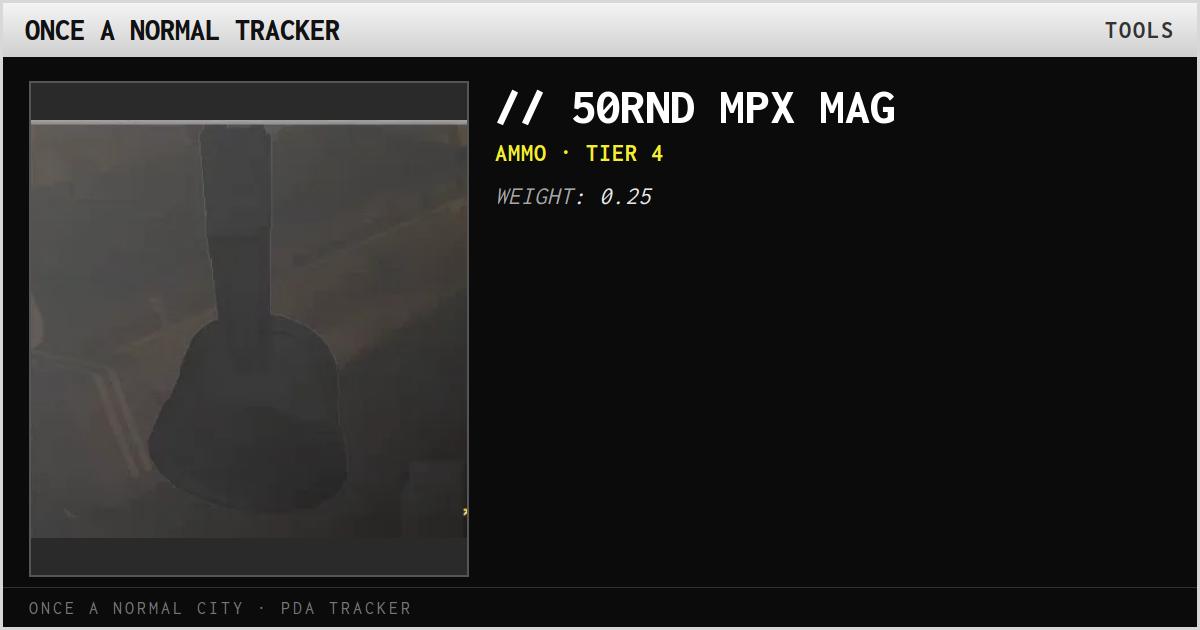 ONCE A NORMAL TRACKER
TOOLS
// 50RND MPX MAG
AMMO · TIER 4
WEIGHT: 0.25
ONCE A NORMAL CITY · PDA TRACKER